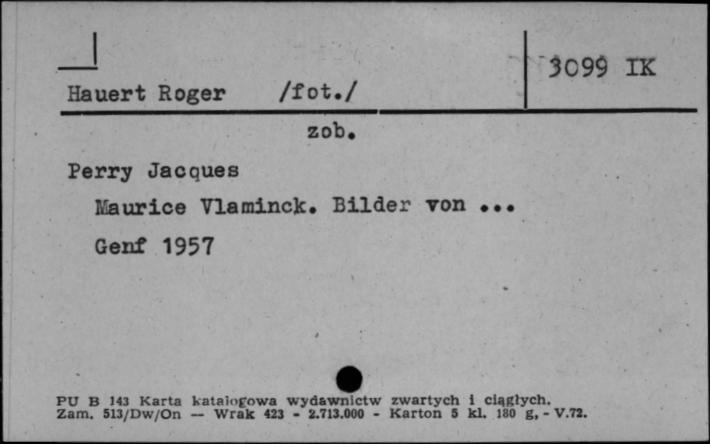 3099 IK
Hauert Roger /fot./
zob.
Perry Jacques
Maurice Vlaminck. Bilder von ...
Genf 1957
PU B 143 Karta katalogowa wydawnictw zwartych i ciągłych.
Zam. 513/Dw/On — Wrak 423 - 2.713.000 - Karton 5 kl. 180 g, - V.72.